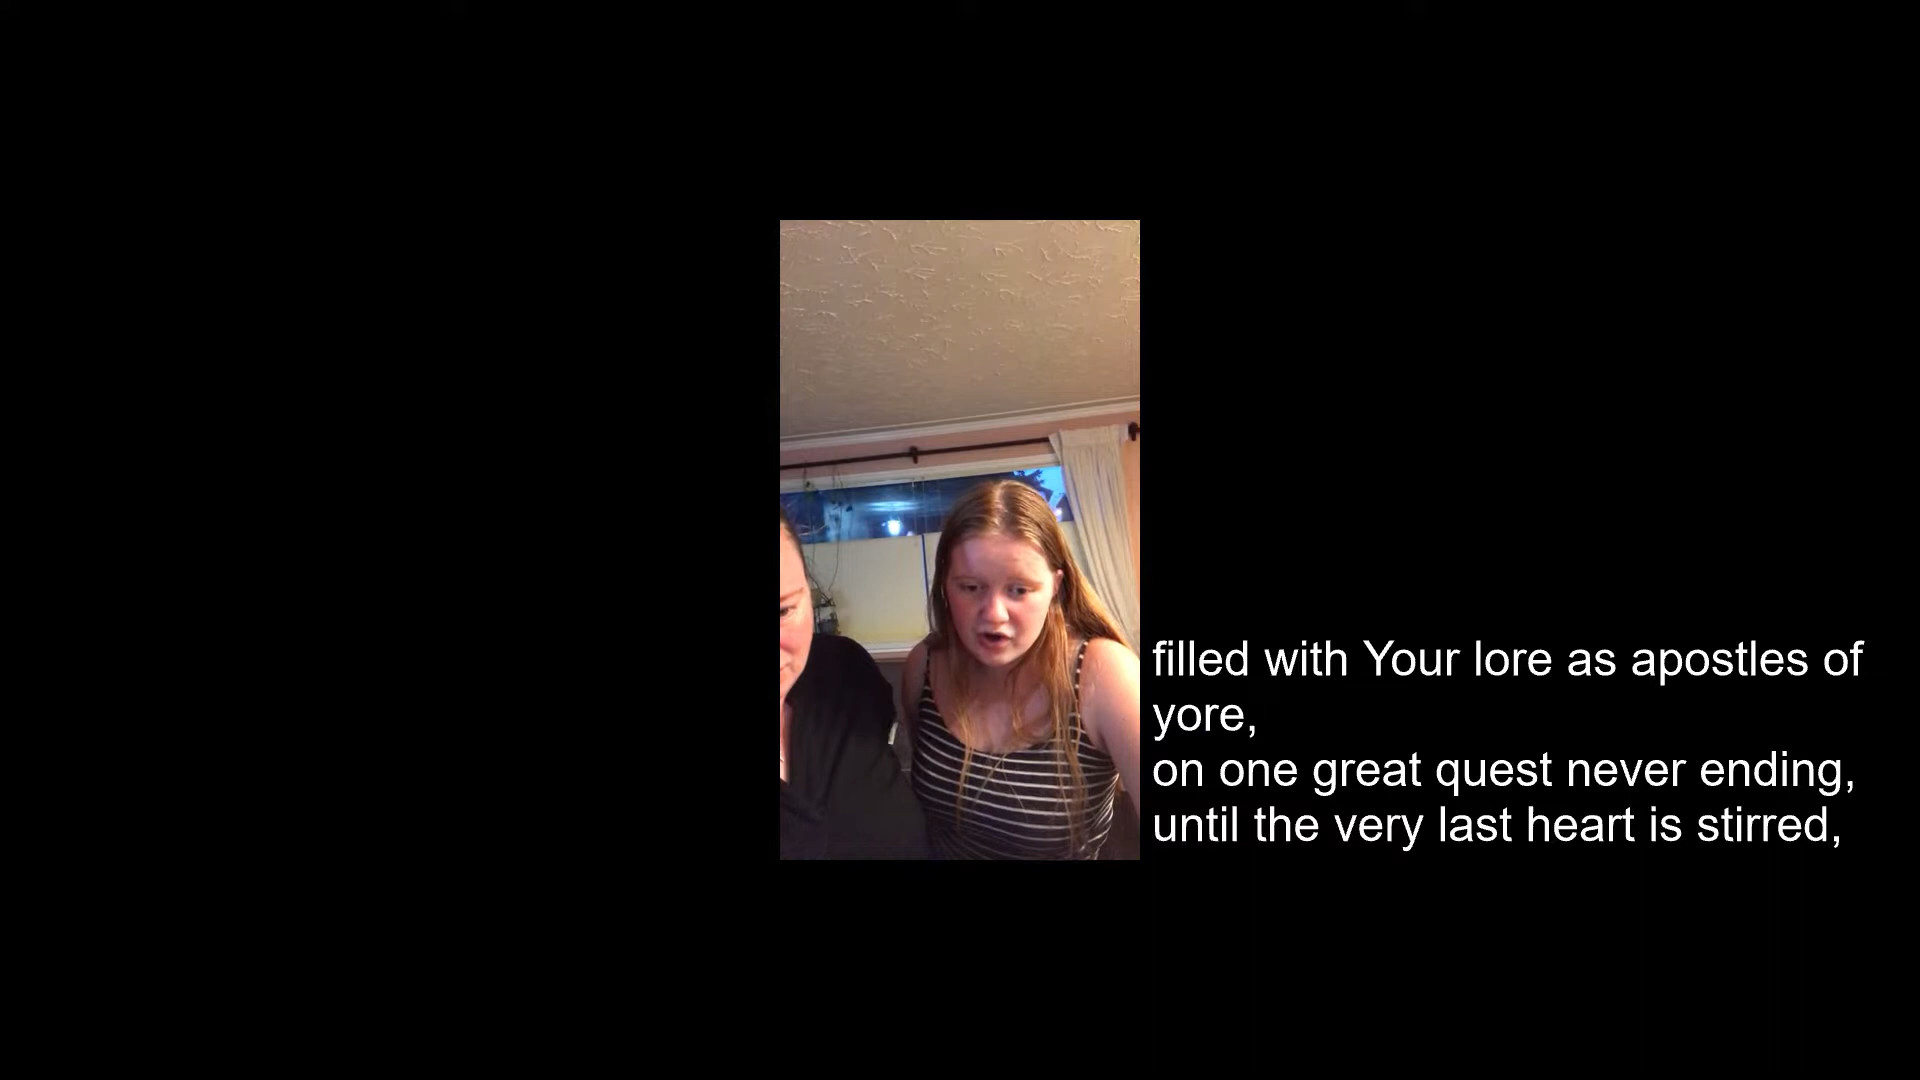 filled with Your lore as apostles of
yore,
on one great quest never ending,
until the very last heart is stirred,